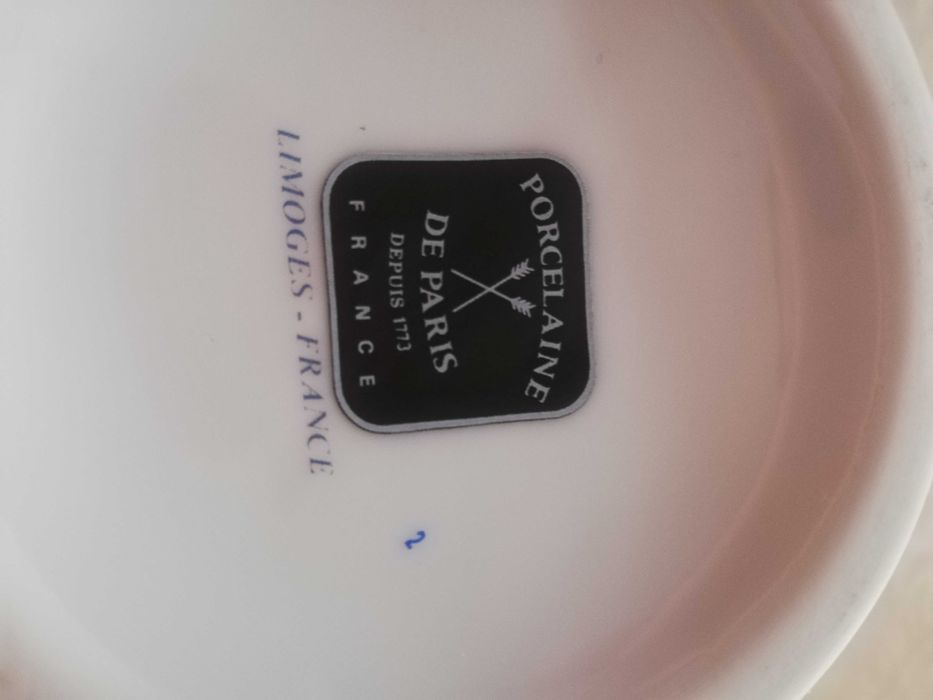 PORCELAINE
DE PARIS
DEPUIS 1773
FRANCE
LIMOGES - FRANCE
2